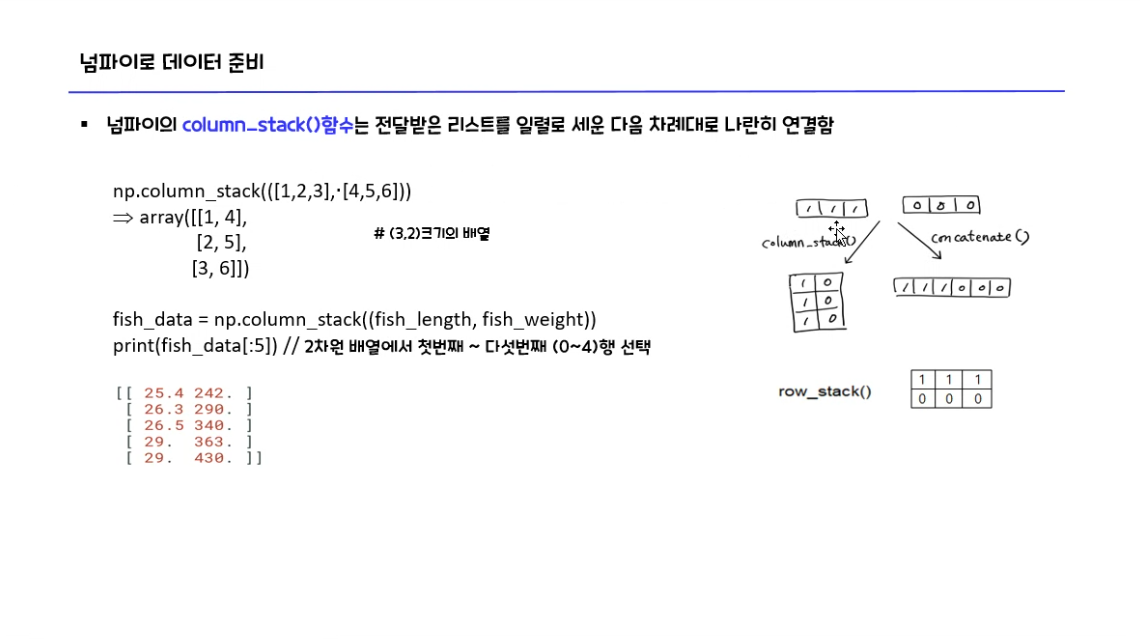 넘파이로 데이터 준비
▪ 넘파이의 column_stack()함수는 전달받은 리스트를 일렬로 세운 다음 차례대로 나란히 연결함
np.column_stack(([1,2,3],·[4,5,6]))
⇒ array([[1, 4],
[2, 5],
[3, 6]])
# (3,2)크기의 배열
fish_data = np.column_stack((fish_length, fish_weight))
print(fish_data[:5]) // 2차원 배열에서 첫번째 ~ 다섯번째 (0~4)행 선택
[[ 25.4 242. ]
[ 26.3 290. ]
[ 26.5 340. ]
[ 29. 363. ]
[ 29. 430. ]]
1 1 1
0 0 0
column_stack()
concatenate()
1 0
1 0
1 0
1 1 1 0 0 0
row_stack()
1 1 1
0 0 0